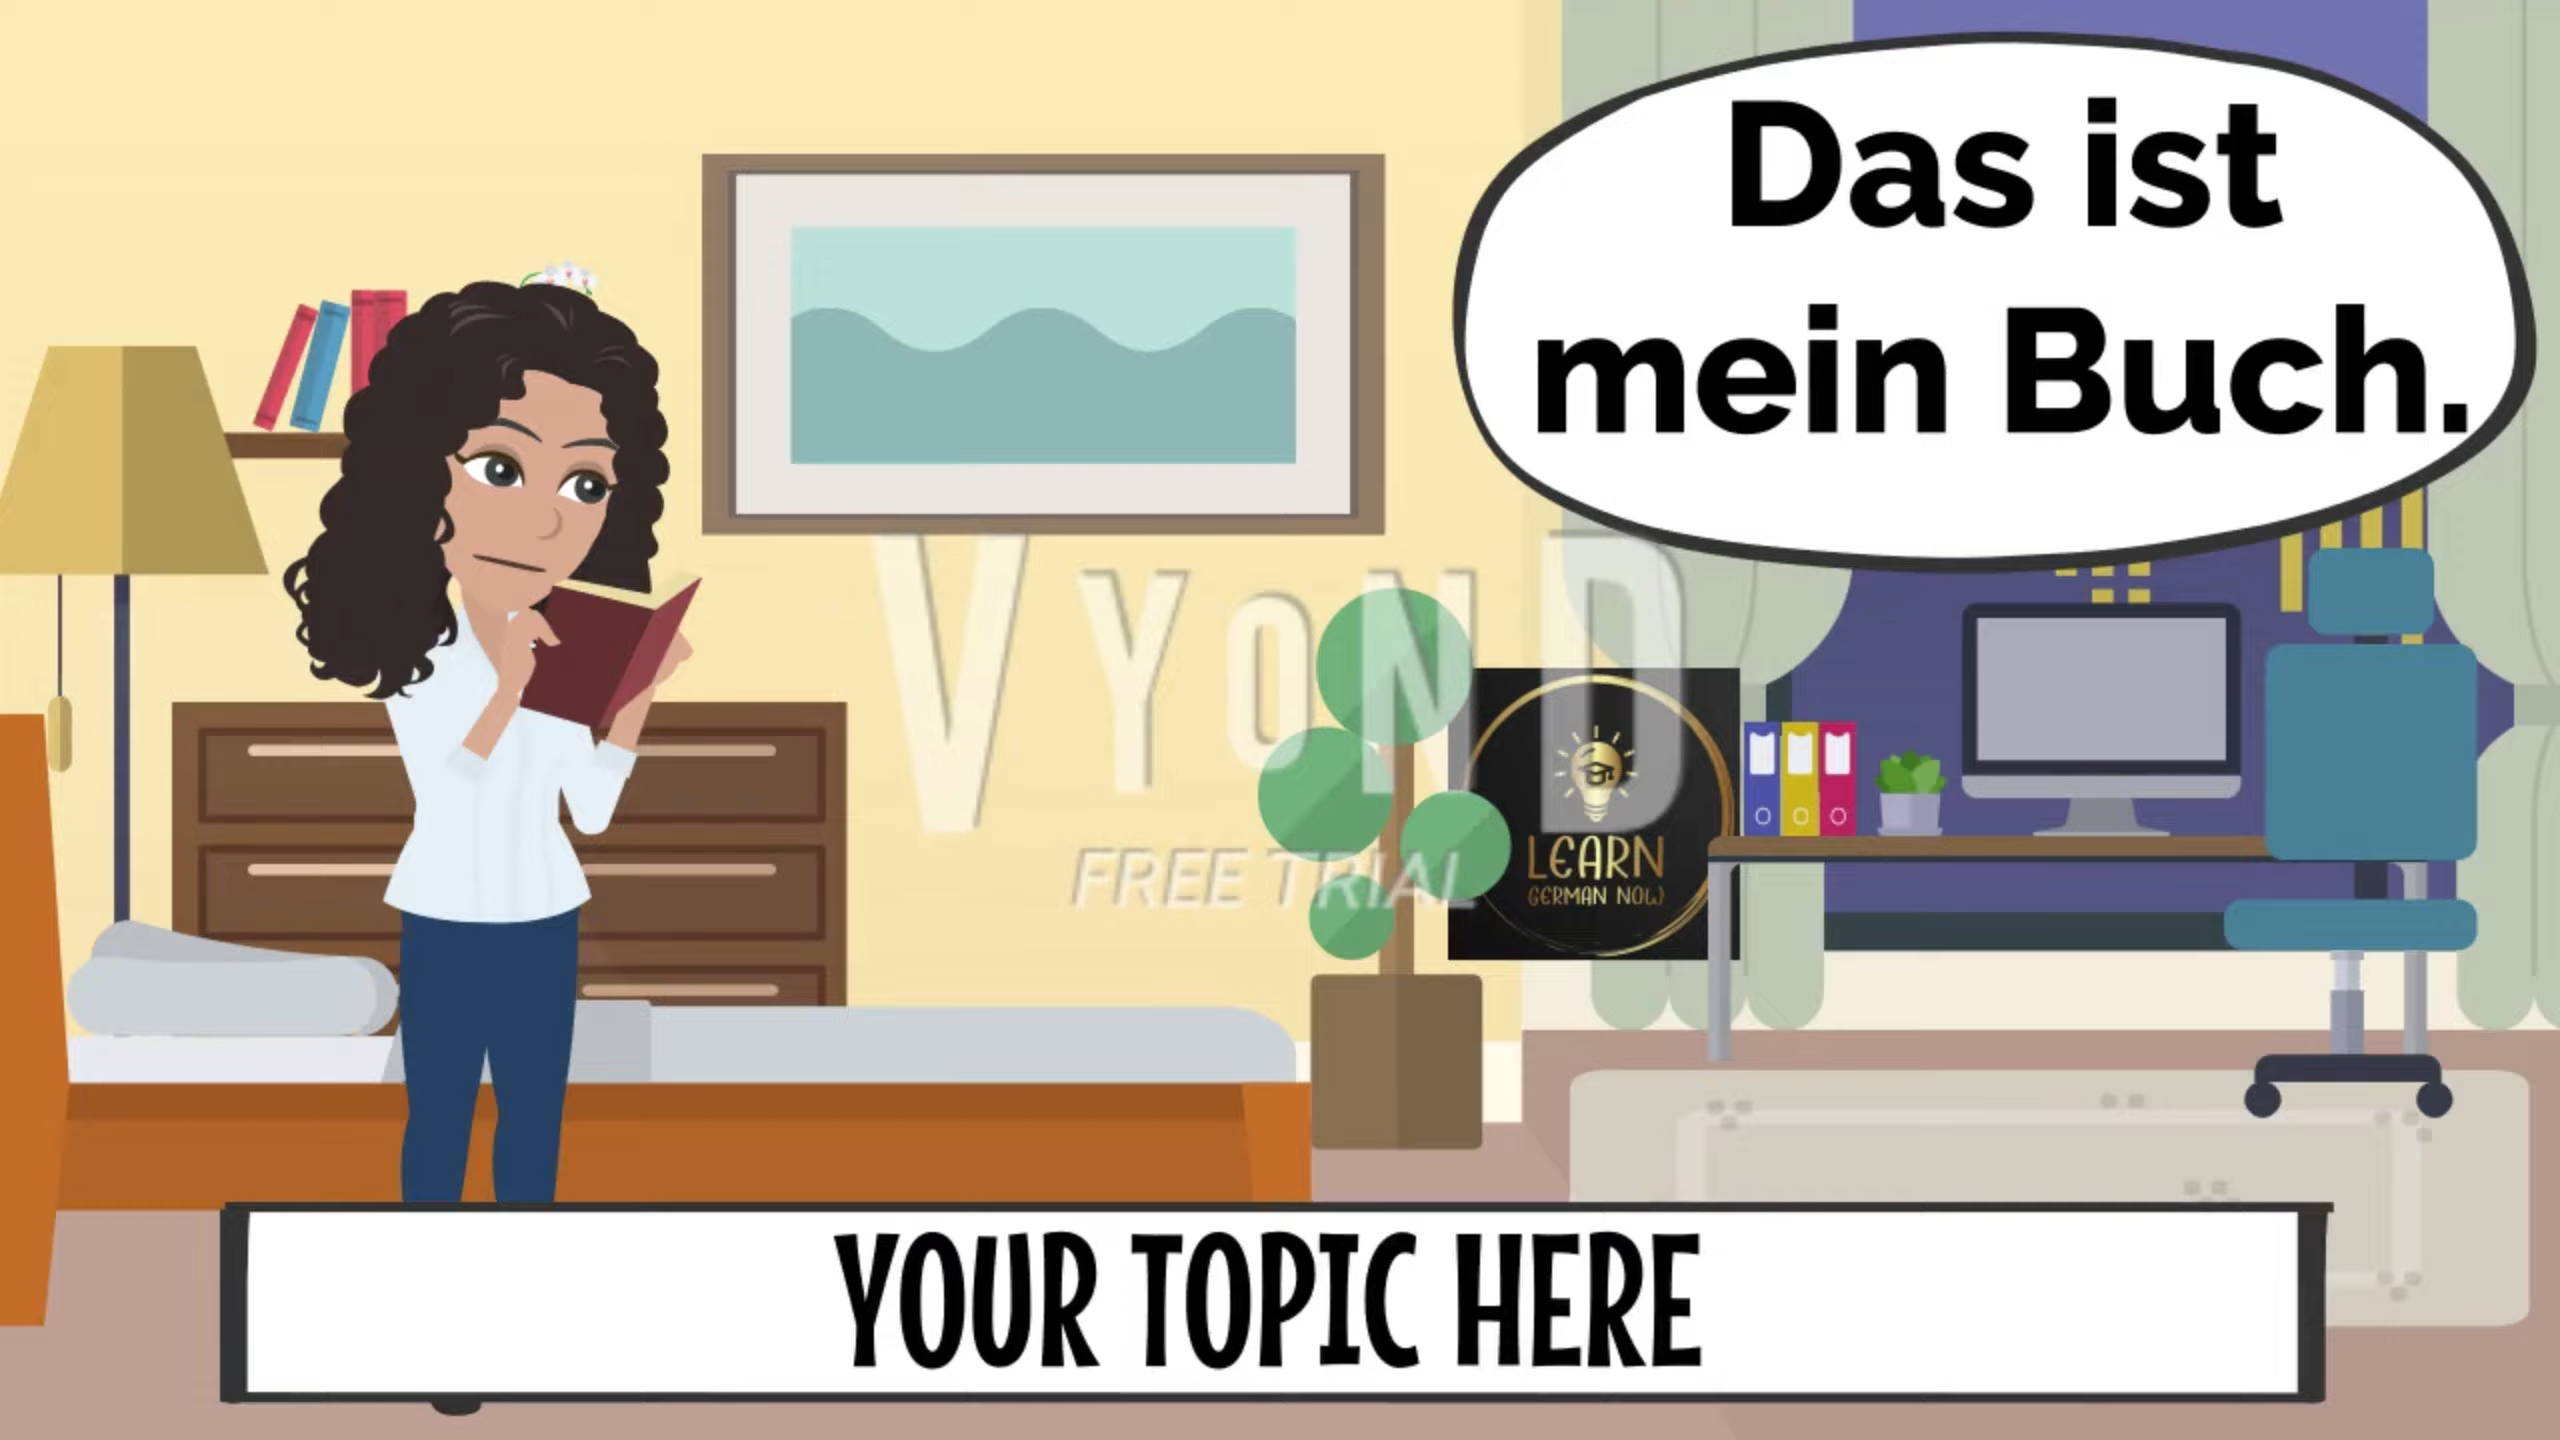 Das ist
mein Buch.
VYOND
FREE TRIAL
LEARN
GERMAN NOW
YOUR TOPIC HERE